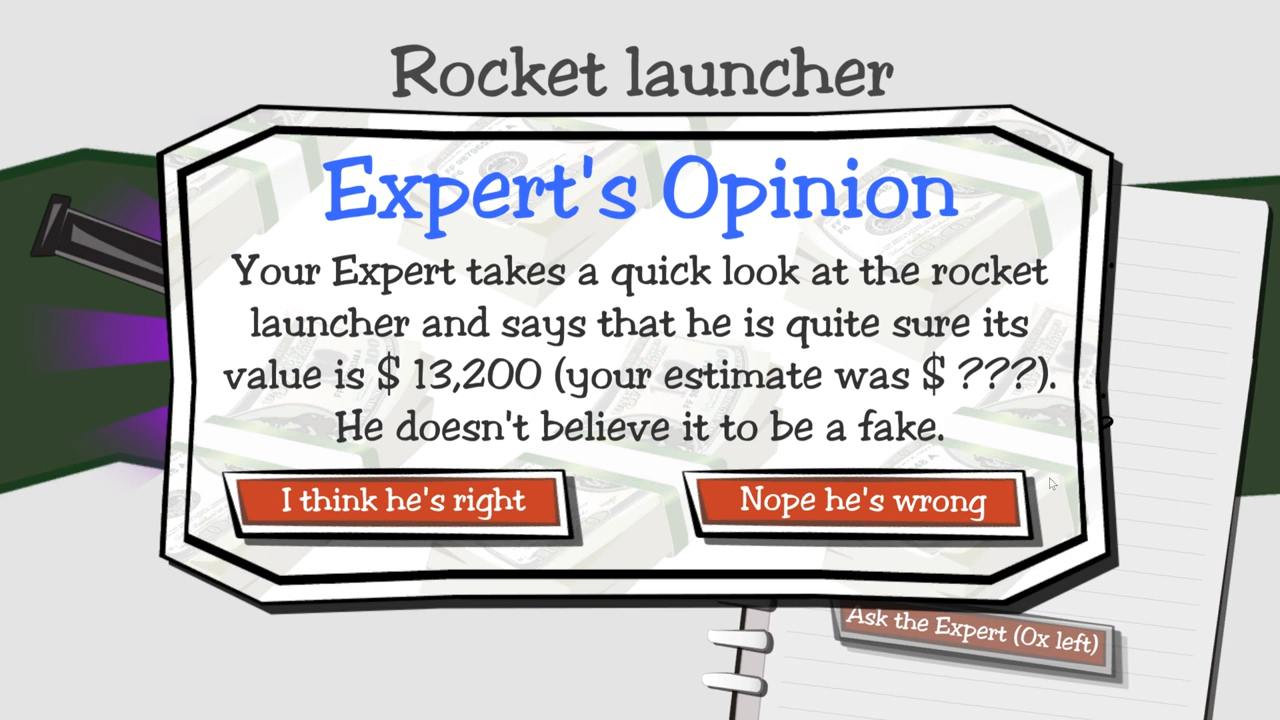 Rocket launcher
Expert's Opinion
Your Expert takes a quick look at the rocket
launcher and says that he is quite sure its
value is $ 13,200 (your estimate was $ ???).
He doesn't believe it to be a fake.
I think he's right
Nope he's wrong
Ask the Expert (0x left)